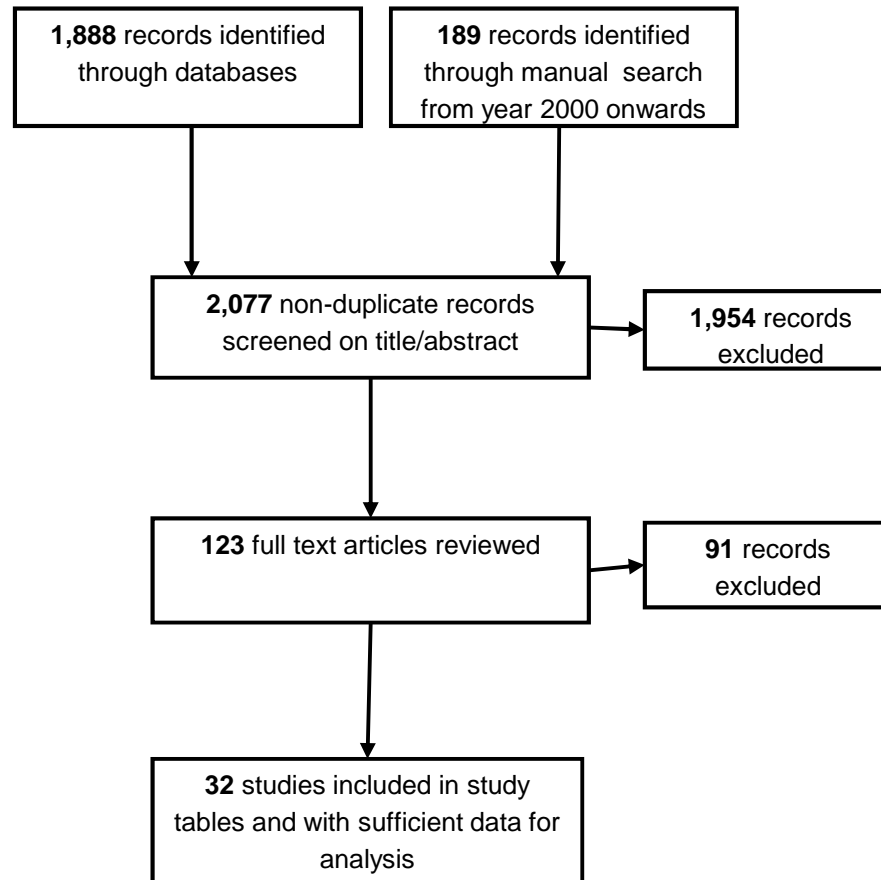 1,888 records identified
through databases
189 records identified
through manual search
from year 2000 onwards
2,077 non-duplicate records
screened on title/abstract
1,954 records
excluded
123 full text articles reviewed
91 records
excluded
32 studies included in study
tables and with sufficient data for
analysis